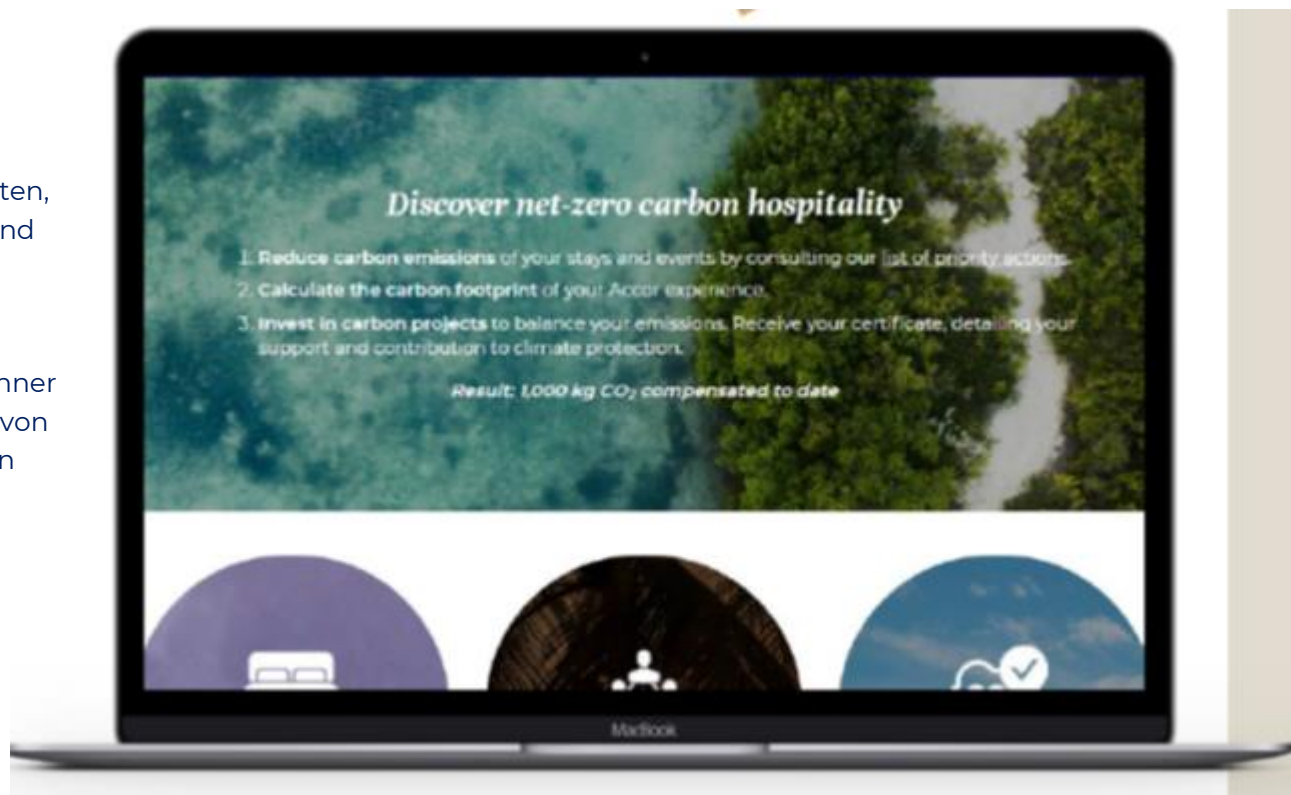 ten,
nd
nner
von
n
Discover net-zero carbon hospitality
1. Reduce carbon emissions of your stays and events by consulting our list of priority actions.
2. Calculate the carbon footprint of your Accor experience.
3. Invest in carbon projects to balance your emissions. Receive your certificate, detailing your
support and contribution to climate protection.
Result: 1,000 kg CO₂ compensated to date
MacBook